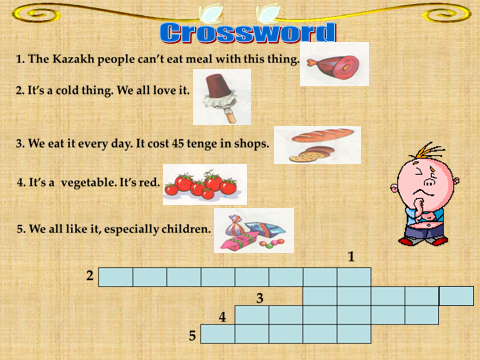 Crossword
1. The Kazakh people can't eat meal with this thing.
2. It's a cold thing. We all love it.
3. We eat it every day. It cost 45 tenge in shops.
4. It's a vegetable. It's red.
5. We all like it, especially children.
1
2
3
4
5